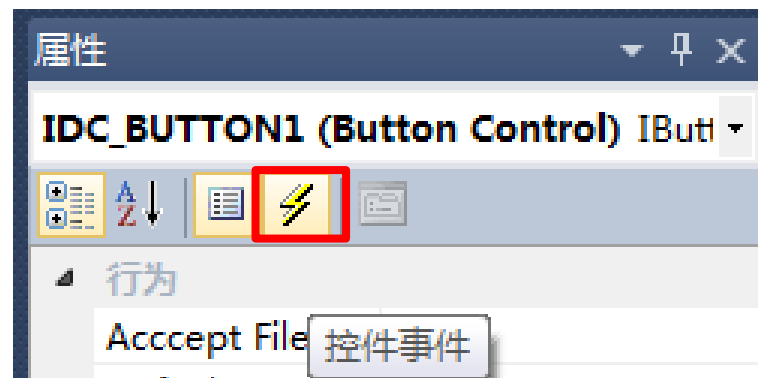 属性
IDC_BUTTON1 (Button Control) IButt
行为
Acccept File
控件事件